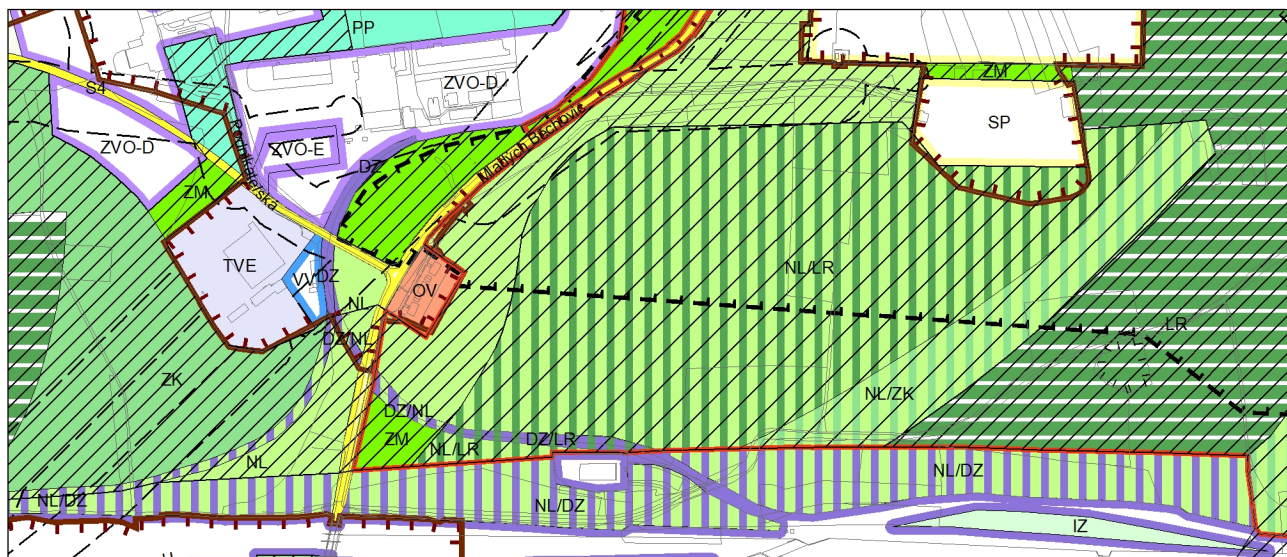 PP
ZVO-D
ZM
S4
SP
ZVO-D
Mladých Běchovic
Podnikatelská
ZVO-E
DZ
ZM
TVE
VV
DZ
NL/LR
OV
NL
LR
DZ/NL
ZK
NL/ZK
DZ/NL
ZM
NL/LR
DZ/LR
NL
NL/DZ
NL/DZ
NL/DZ
IZ